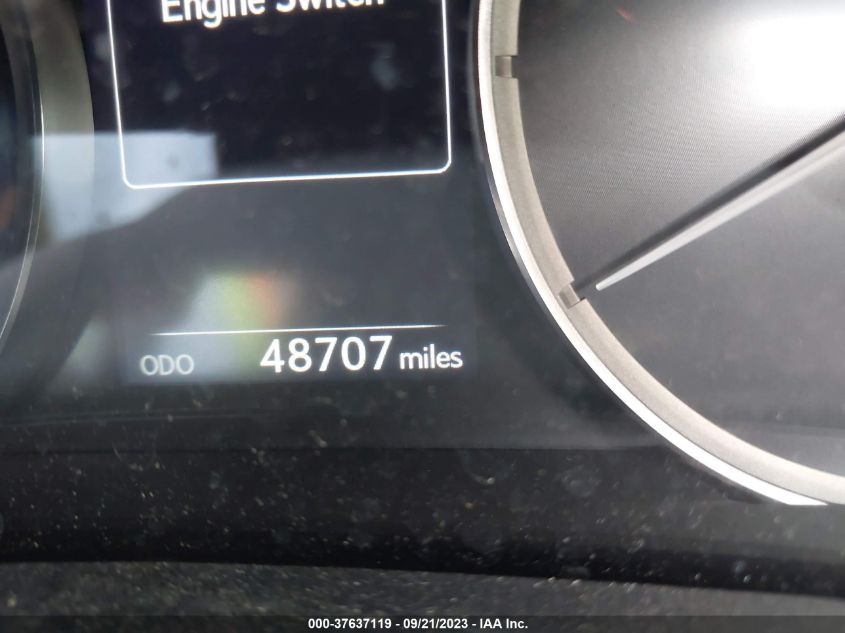 Engine Switch
ODO 48707 miles
000-37637119 - 09/21/2023 - IAA Inc.